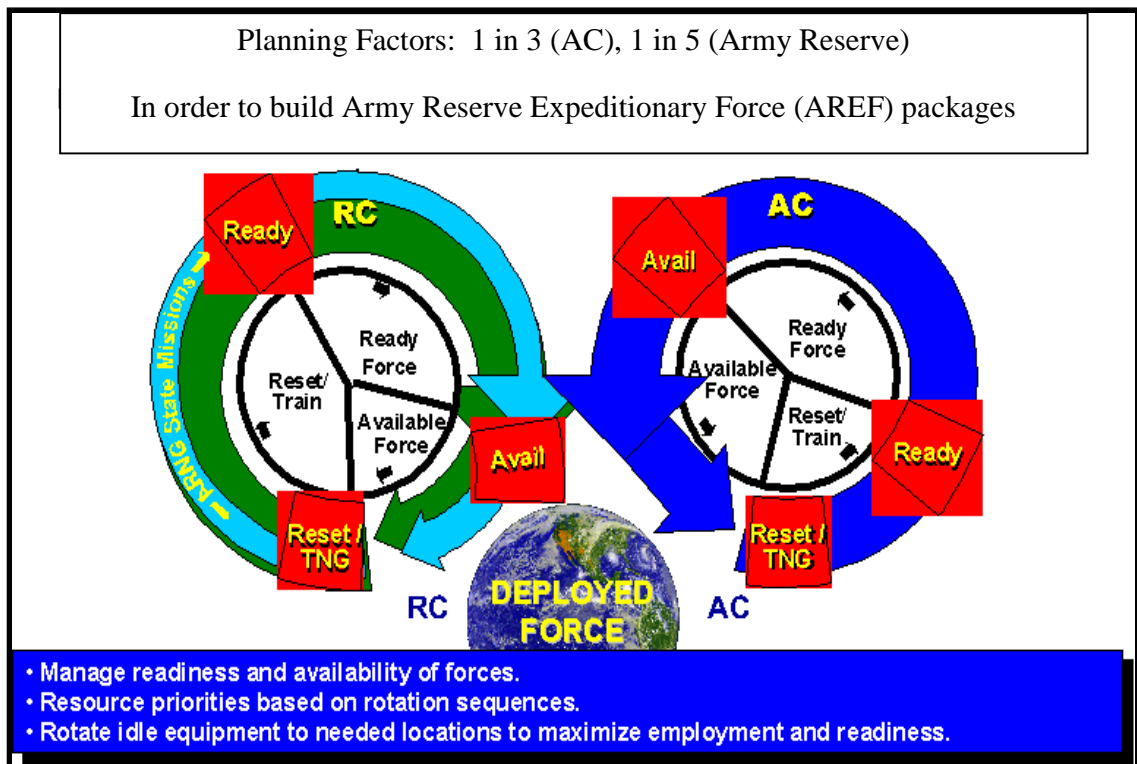 Planning Factors: 1 in 3 (AC), 1 in 5 (Army Reserve)
In order to build Army Reserve Expeditionary Force (AREF) packages
RC
Ready
ARNG State Missions
Ready
Force
Reset/
Train
Available
Force
Avail
Reset /
TNG
RC
AC
Avail
Ready
Force
Available
Force
Reset/
Train
Ready
Reset /
TNG
AC
DEPLOYED
FORCE
• Manage readiness and availability of forces.
• Resource priorities based on rotation sequences.
• Rotate idle equipment to needed locations to maximize employment and readiness.